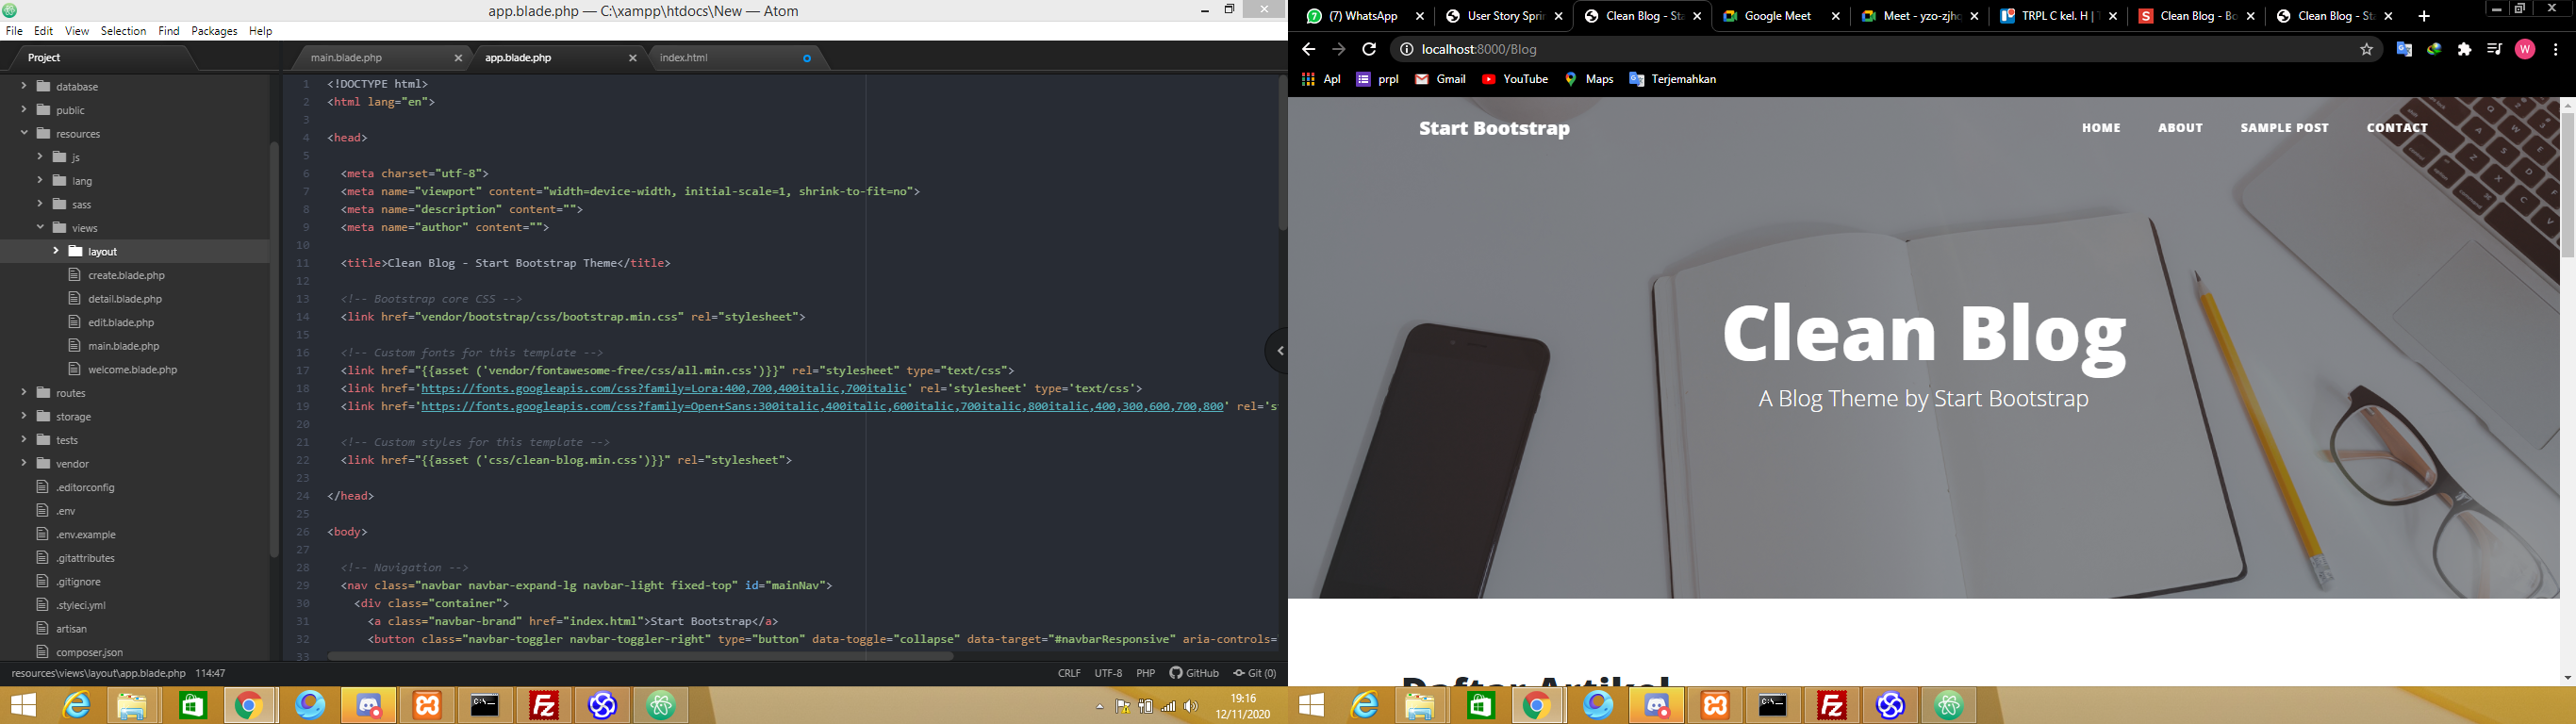 app.blade.php — C:\xampp\htdocs\New — Atom
File Edit View Selection Find Packages Help
Project
database
public
resources
js
lang
sass
views
layout
create.blade.php
detail.blade.php
edit.blade.php
main.blade.php
welcome.blade.php
routes
storage
tests
vendor
.editorconfig
.env
.env.example
.gitattributes
.gitignore
.styleci.yml
artisan
composer.json
main.blade.php
app.blade.php
index.html
1 <!DOCTYPE html>
2 <html lang="en">
3
4 <head>
5
6 <meta charset="utf-8">
7 <meta name="viewport" content="width=device-width, initial-scale=1, shrink-to-fit=no">
8 <meta name="description" content="">
9 <meta name="author" content="">
10
11 <title>Clean Blog - Start Bootstrap Theme</title>
12
13 <!-- Bootstrap core CSS -->
14 <link href="vendor/bootstrap/css/bootstrap.min.css" rel="stylesheet">
15
16 <!-- Custom fonts for this template -->
17 <link href="{{asset ('vendor/fontawesome-free/css/all.min.css')}}" rel="stylesheet" type="text/css">
18 <link href='https://fonts.googleapis.com/css?family=Lora:400,700,400italic,700italic' rel='stylesheet' type='text/css'>
19 <link href='https://fonts.googleapis.com/css?family=Open+Sans:300italic,400italic,600italic,700italic,800italic,400,300,600,700,800' rel='s
20
21 <!-- Custom styles for this template -->
22 <link href="{{asset ('css/clean-blog.min.css')}}" rel="stylesheet">
23
24 </head>
25
26 <body>
27
28 <!-- Navigation -->
29 <nav class="navbar navbar-expand-lg navbar-light fixed-top" id="mainNav">
30 <div class="container">
31 <a class="navbar-brand" href="index.html">Start Bootstrap</a>
32 <button class="navbar-toggler navbar-toggler-right" type="button" data-toggle="collapse" data-target="#navbarResponsive" aria-controls=
33
resources\views\layout\app.blade.php 114:47
CRLF UTF-8 PHP GitHub Git (0)
19:16
12/11/2020
(7) WhatsApp
User Story Sprin
Clean Blog - Sta
Google Meet
Meet - yzo-zjhq
TRPL C kel. H | T
Clean Blog - Bo
Clean Blog - Sta
localhost:8000/Blog
W
Apl prpl Gmail YouTube Maps Terjemahkan
Start Bootstrap
HOME ABOUT SAMPLE POST CONTACT
Clean Blog
A Blog Theme by Start Bootstrap
Daftar Artikel